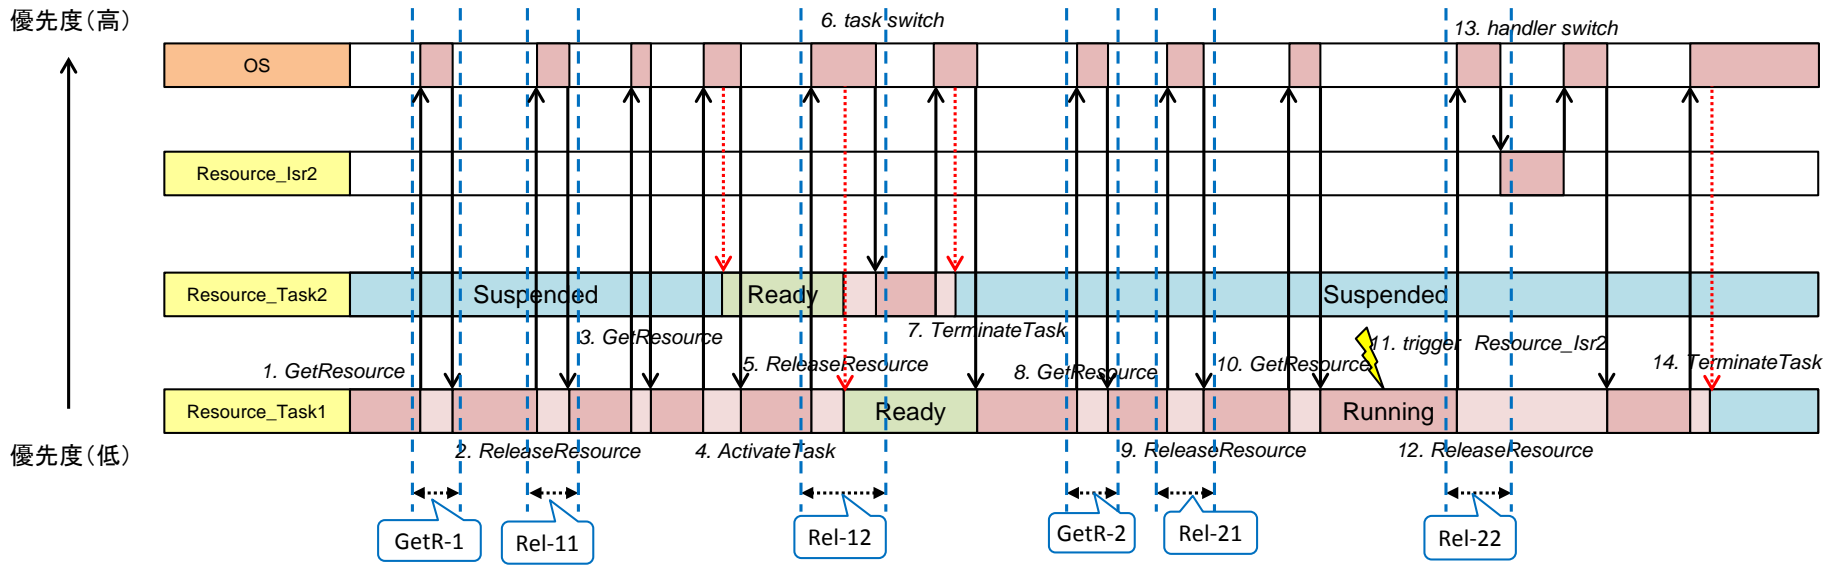 優先度(高)
6. task switch
13. handler switch
OS
Resource_Isr2
Resource_Task2
Suspended
Ready
Suspended
3. GetResource
7. TerminateTask
11. trigger Resource_Isr2
1. GetResource
5. ReleaseResource
8. GetResource
10. GetResource
14. TerminateTask
Resource_Task1
Ready
Running
優先度(低)
2. ReleaseResource
4. ActivateTask
9. ReleaseResource
12. ReleaseResource
GetR-1
Rel-11
Rel-12
GetR-2
Rel-21
Rel-22